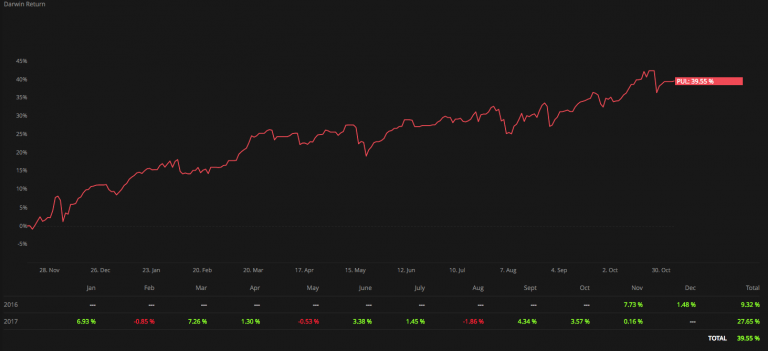 Darwin Return
45%
40%
35%
30%
25%
20%
15%
10%
5%
0%
-5%
PUL: 39.55 %
28. Nov 26. Dec 23. Jan 20. Feb 20. Mar 17. Apr 15. May 12. Jun 10. Jul 7. Aug 4. Sep 2. Oct 30. Oct
Jan Feb Mar Apr May June July Aug Sept Oct Nov Dec Total
2016 --- --- --- --- --- --- --- --- --- --- 7.73 % 1.48 % 9.32 %
2017 6.93 % -0.85 % 7.26 % 1.30 % -0.53 % 3.38 % 1.45 % -1.86 % 4.34 % 3.57 % 0.16 % --- 27.65 %
TOTAL 39.55 %